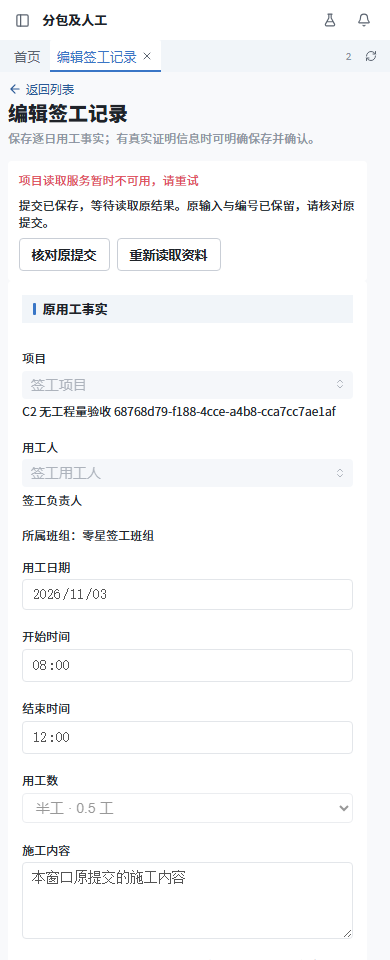 分包及人工
首页
编辑签工记录 ×
2
← 返回列表
编辑签工记录
保存逐日用工事实；有真实证明信息时可明确保存并确认。
项目读取服务暂时不可用，请重试
提交已保存，等待读取原结果。原输入与编号已保留，请核对原
提交。
核对原提交
重新读取资料
原用工事实
项目
签工项目
C2 无工程量验收 68768d79-f188-4cce-a4b8-cca7cc7ae1af
用工人
签工用工人
签工负责人
所属班组：零星签工班组
用工日期
2026/11/03
开始时间
08:00
结束时间
12:00
用工数
半工 · 0.5 工
施工内容
本窗口原提交的施工内容